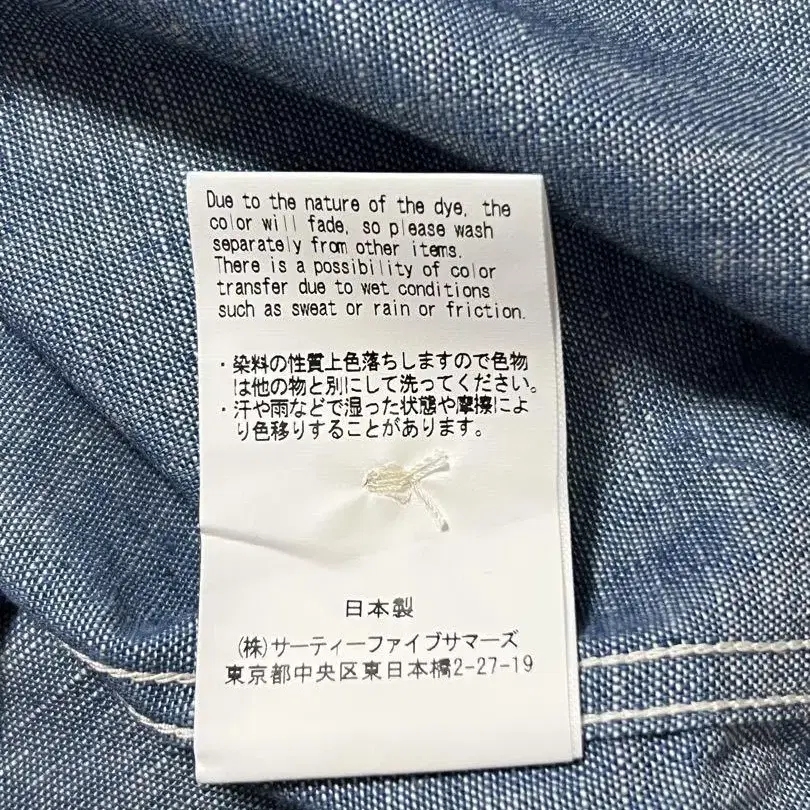 Due to the nature of the dye, the
color will fade, so please wash
separately from other items.
There is a possibility of color
transfer due to wet conditions
such as sweat or rain or friction.
・染料の性質上色落ちしますので色物
は他の物と別にして洗ってください。
・汗や雨などで湿った状態や摩擦によ
り色移りすることがあります。
日本製
(株)サーティーファイブサマーズ
東京都中央区東日本橋2-27-19